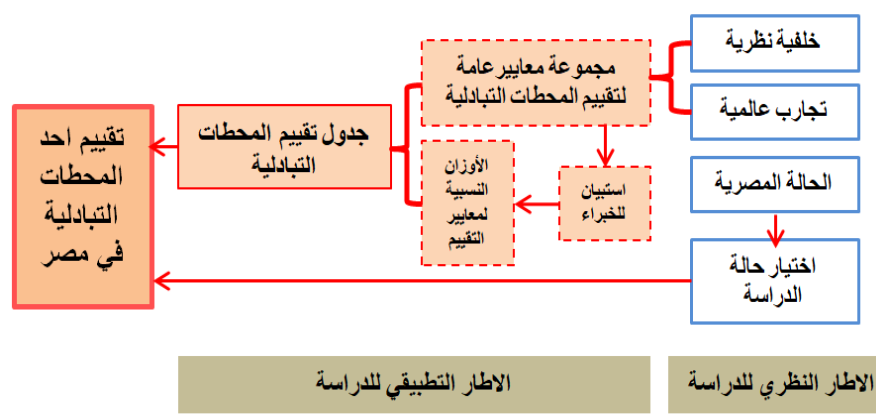 خلفية نظرية
تجارب عالمية
الحالة المصرية
اختيار حالة
الدراسة
مجموعة معايير عامة
لتقييم المحطات التبادلية
استبيان
للخبراء
الأوزان
النسبية
لمعايير
التقييم
جدول تقييم المحطات
التبادلية
تقييم احد
المحطات
التبادلية
في مصر
الاطار النظري للدراسة
الاطار التطبيقي للدراسة